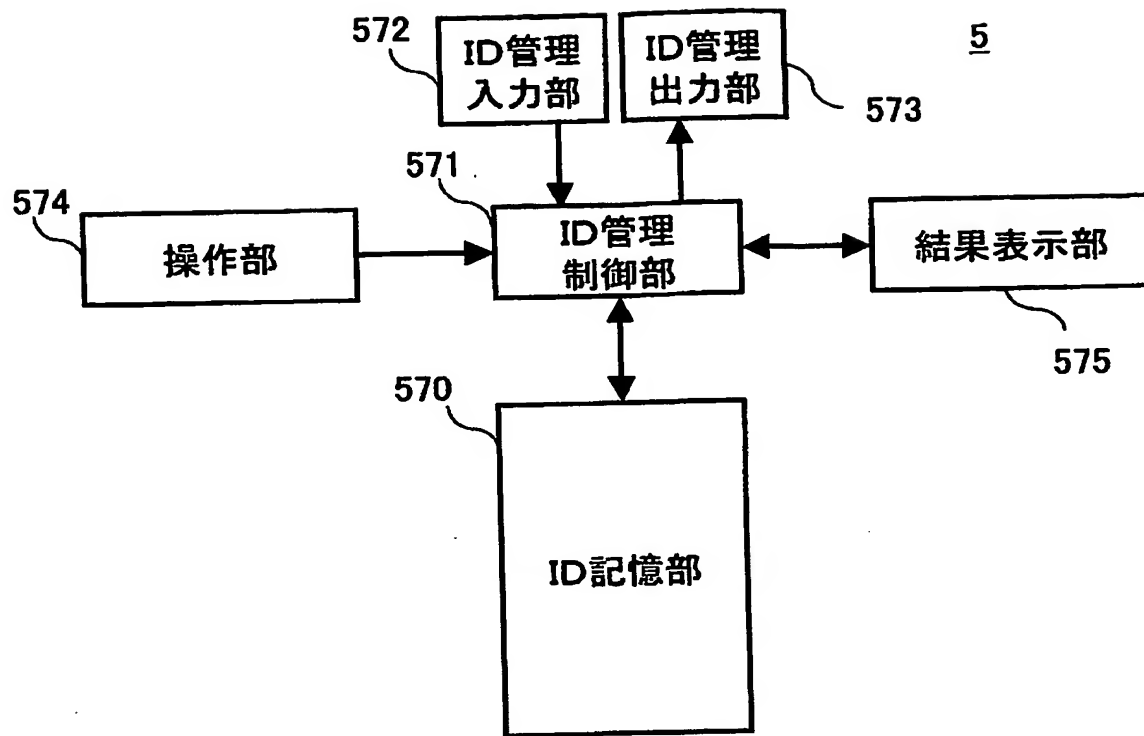 572
ID管理
入力部
ID管理
出力部
5
573
571
574
操作部
ID管理
制御部
結果表示部
575
570
ID記憶部